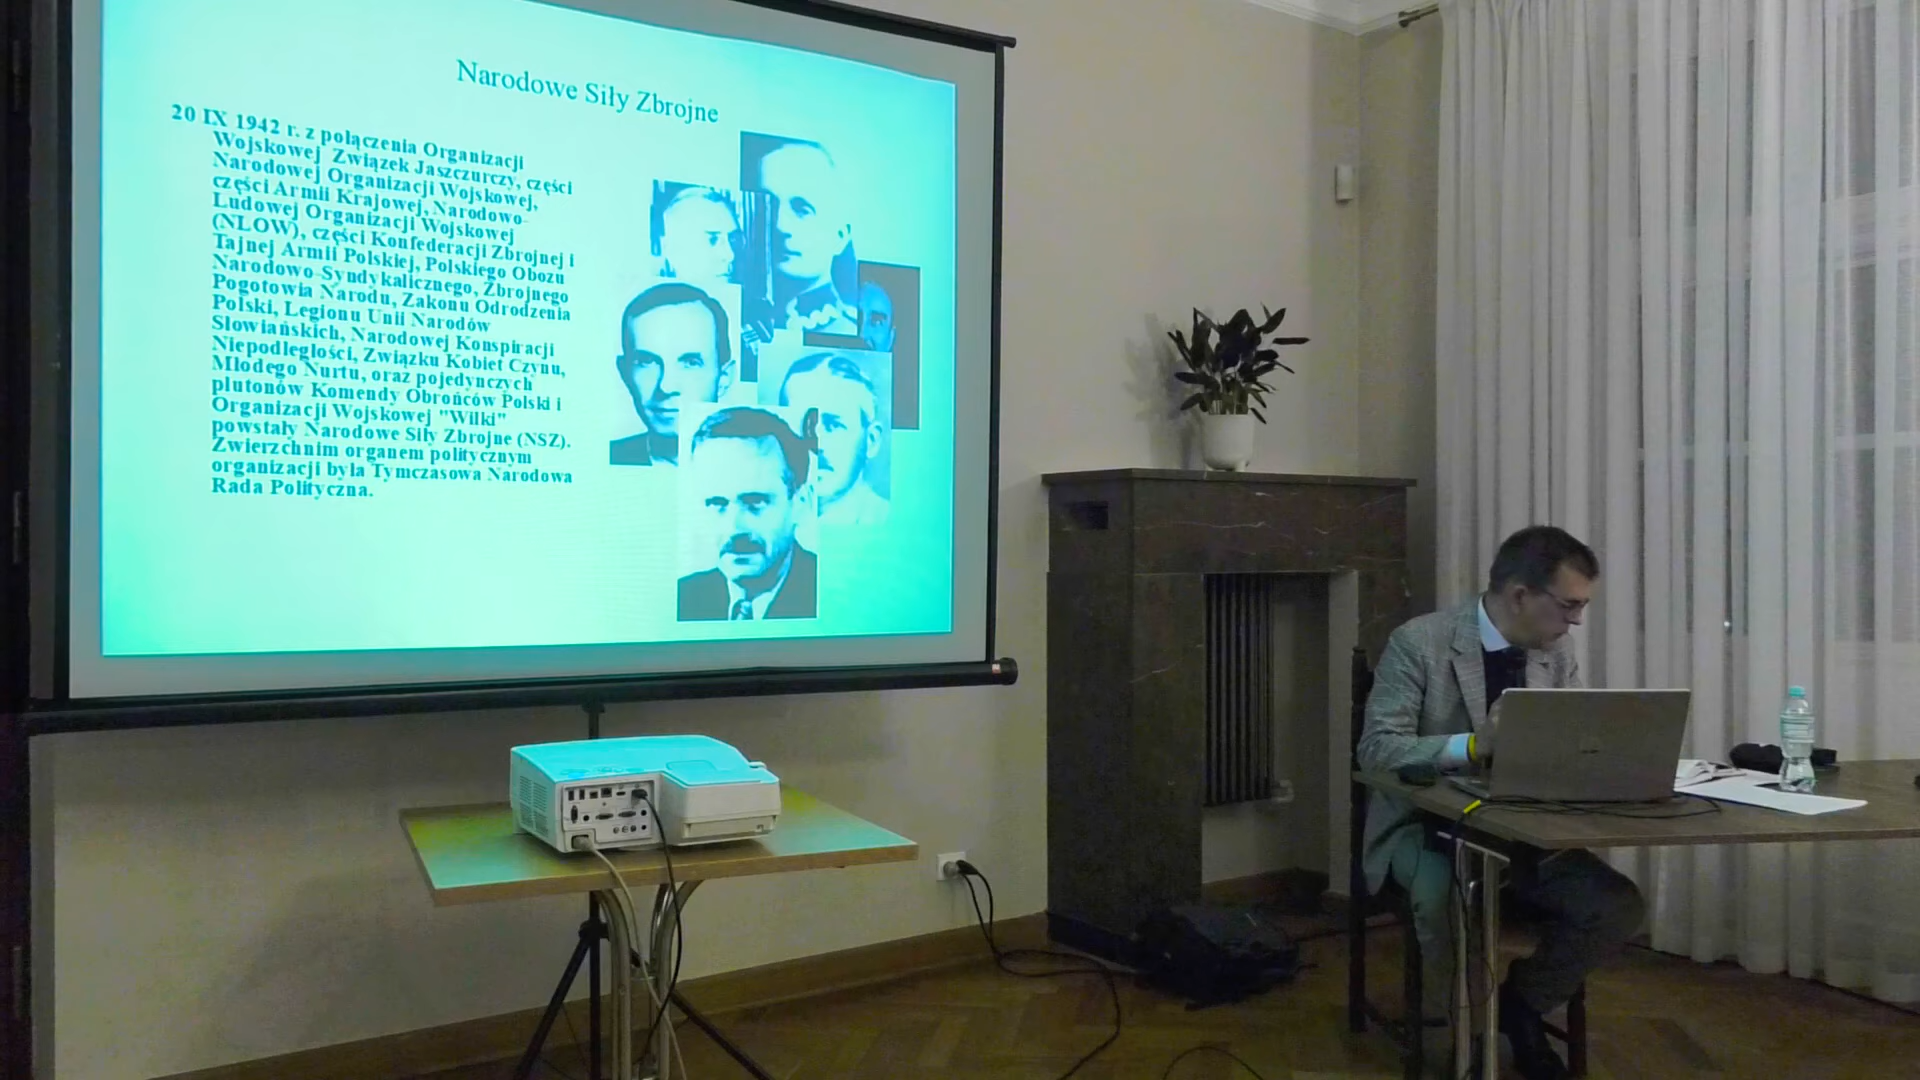 Narodowe Siły Zbrojne
20 IX 1942 r. z połączenia Organizacji
Wojskowej Związek Jaszczurczy, części
Narodowej Organizacji Wojskowej,
części Armii Krajowej, Narodowo-
Ludowej Organizacji Wojskowej
(NLOW), części Konfederacji Zbrojnej i
Tajnej Armii Polskiej, Polskiego Obozu
Narodowo-Syndykalicznego, Zbrojnego
Pogotowia Narodu, Zakonu Odrodzenia
Polski, Legionu Unii Narodów
Słowiańskich, Narodowej Konspiracji
Niepodległości, Związku Kobiet Czynu,
Młodego Nurtu, oraz pojedynczych
plutonów Komendy Obrońców Polski i
Organizacji Wojskowej "Wilki"
powstały Narodowe Siły Zbrojne (NSZ).
Zwierzchnim organem politycznym
organizacji była Tymczasowa Narodowa
Rada Polityczna.